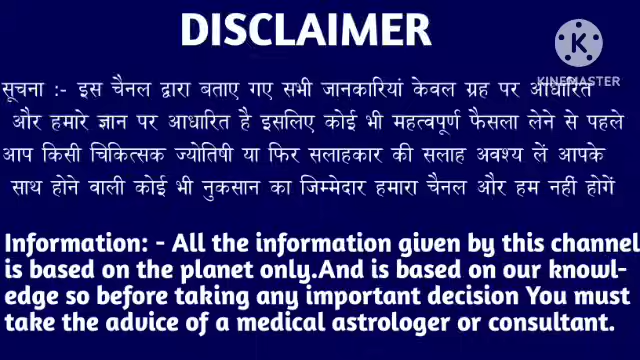 DISCLAIMER
KINEMASTER
सूचना :- इस चैनल द्वारा बताए गए सभी जानकारियां केवल ग्रह पर आधारित
और हमारे ज्ञान पर आधारित है इसलिए कोई भी महत्वपूर्ण फैसला लेने से पहले
आप किसी चिकित्सक ज्योतिषी या फिर सलाहकार की सलाह अवश्य लें आपके
साथ होने वाली कोई भी नुकसान का जिम्मेदार हमारा चैनल और हम नहीं होगें
Information: - All the information given by this channel
is based on the planet only.And is based on our knowl-
edge so before taking any important decision You must
take the advice of a medical astrologer or consultant.